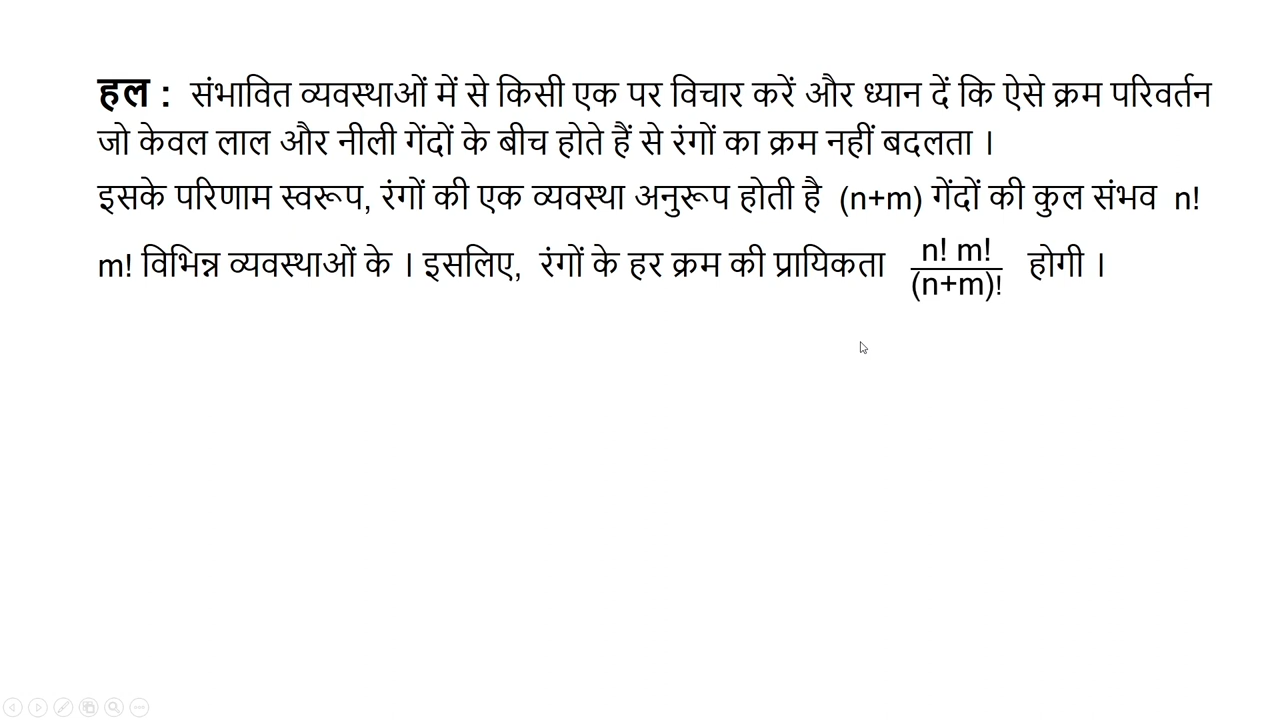 हल : संभावित व्यवस्थाओं में से किसी एक पर विचार करें और ध्यान दें कि ऐसे क्रम परिवर्तन
जो केवल लाल और नीली गेंदों के बीच होते हैं से रंगों का क्रम नहीं बदलता ।
इसके परिणाम स्वरूप, रंगों की एक व्यवस्था अनुरूप होती है (n+m) गेंदों की कुल संभव n!
m! विभिन्न व्यवस्थाओं के । इसलिए, रंगों के हर क्रम की प्रायिकता n! m!/(n+m)! होगी ।